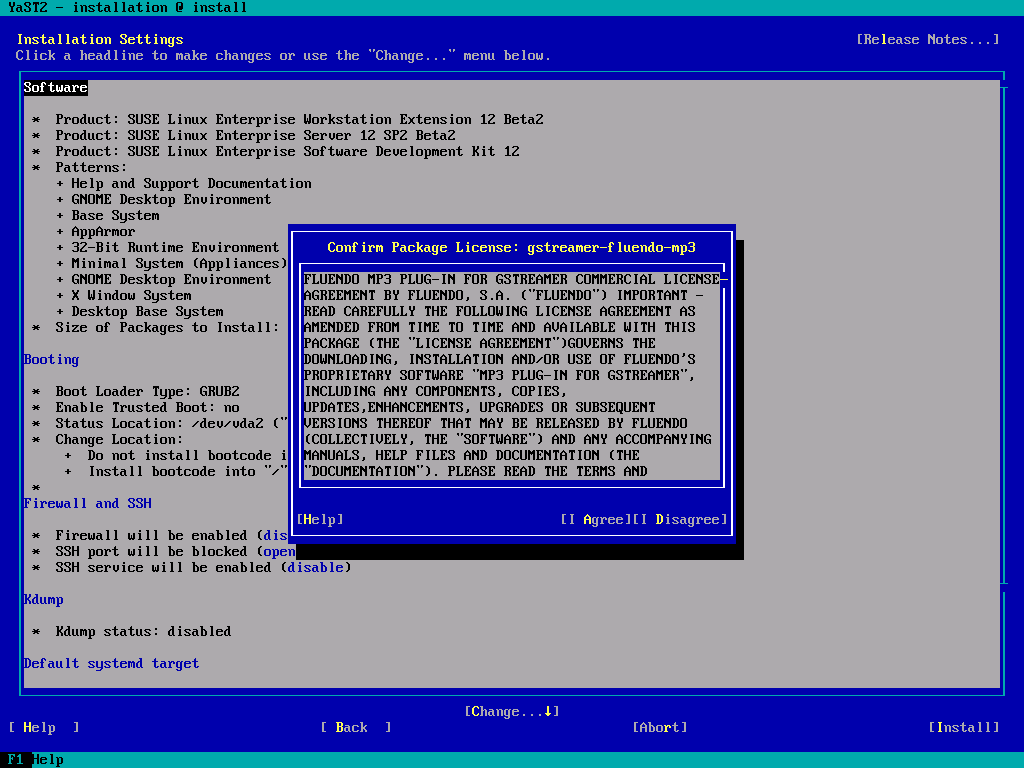 YaST2 - installation @ install
Installation Settings [Release Notes...]
Click a headline to make changes or use the "Change..." menu below.
Software
* Product: SUSE Linux Enterprise Workstation Extension 12 Beta2
* Product: SUSE Linux Enterprise Server 12 SP2 Beta2
* Product: SUSE Linux Enterprise Software Development Kit 12
* Patterns:
+ Help and Support Documentation
+ GNOME Desktop Environment
+ Base System
+ AppArmor
+ 32-Bit Runtime Environment
+ Minimal System (Appliances)
+ GNOME Desktop Environment
+ X Window System
+ Desktop Base System
* Size of Packages to Install:
Booting
* Boot Loader Type: GRUB2
* Enable Trusted Boot: no
* Status Location: /dev/vda2 ("
* Change Location:
+ Do not install bootcode i
+ Install bootcode into "/"
*
Firewall and SSH
* Firewall will be enabled (dis
* SSH port will be blocked (open
* SSH service will be enabled (disable)
Kdump
* Kdump status: disabled
Default systemd target
Confirm Package License: gstreamer-fluendo-mp3
FLUENDO MP3 PLUG-IN FOR GSTREAMER COMMERCIAL LICENSE
AGREEMENT BY FLUENDO, S.A. ("FLUENDO") IMPORTANT -
READ CAREFULLY THE FOLLOWING LICENSE AGREEMENT AS
AMENDED FROM TIME TO TIME AND AVAILABLE WITH THIS
PACKAGE (THE "LICENSE AGREEMENT")GOVERNS THE
DOWNLOADING, INSTALLATION AND/OR USE OF FLUENDO'S
PROPRIETARY SOFTWARE "MP3 PLUG-IN FOR GSTREAMER",
INCLUDING ANY COMPONENTS, COPIES,
UPDATES,ENHANCEMENTS, UPGRADES OR SUBSEQUENT
VERSIONS THEREOF THAT MAY BE RELEASED BY FLUENDO
(COLLECTIVELY, THE "SOFTWARE") AND ANY ACCOMPANYING
MANUALS, HELP FILES AND DOCUMENTATION (THE
"DOCUMENTATION"). PLEASE READ THE TERMS AND
[Help] [I Agree][I Disagree]
[Change...↓]
[ Help ] [ Back ] [Abort] [Install]
F1 Help